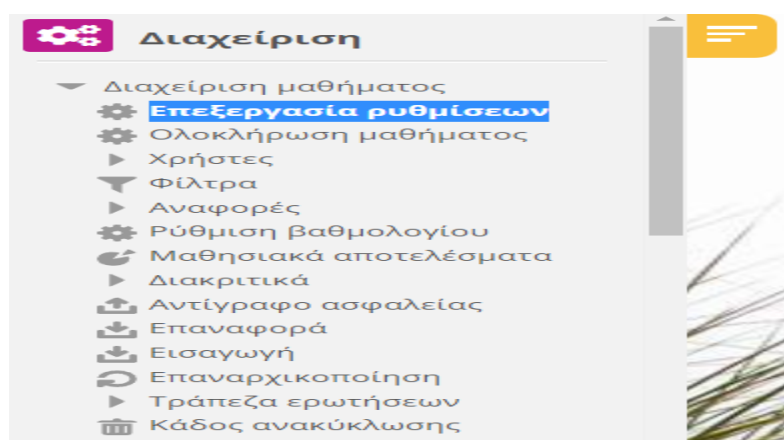 Διαχείριση
Διαχείριση μαθήματος
Επεξεργασία ρυθμίσεων
Ολοκλήρωση μαθήματος
Χρήστες
Φίλτρα
Αναφορές
Ρύθμιση βαθμολογίου
Μαθησιακά αποτελέσματα
Διακριτικά
Αντίγραφο ασφαλείας
Επαναφορά
Εισαγωγή
Επαναρχικοποίηση
Τράπεζα ερωτήσεων
Κάδος ανακύκλωσης